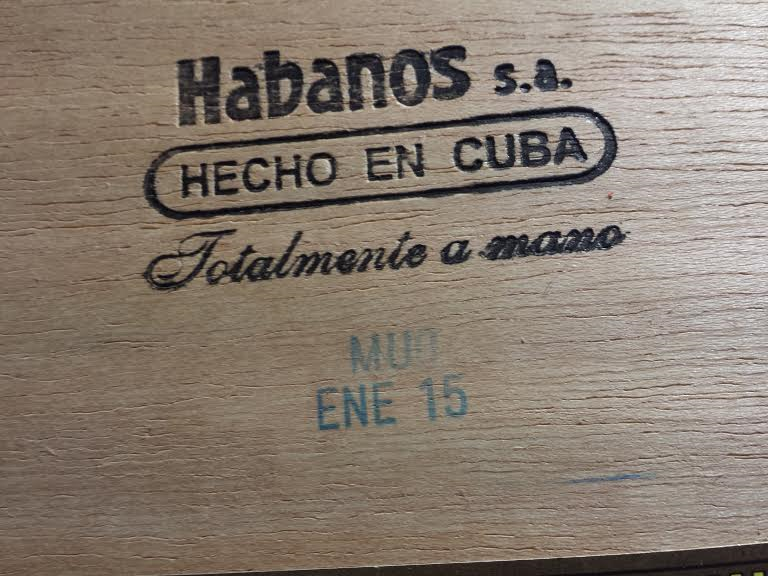 Habanos s.a.
HECHO EN CUBA
Totalmente a mano
ENE 15